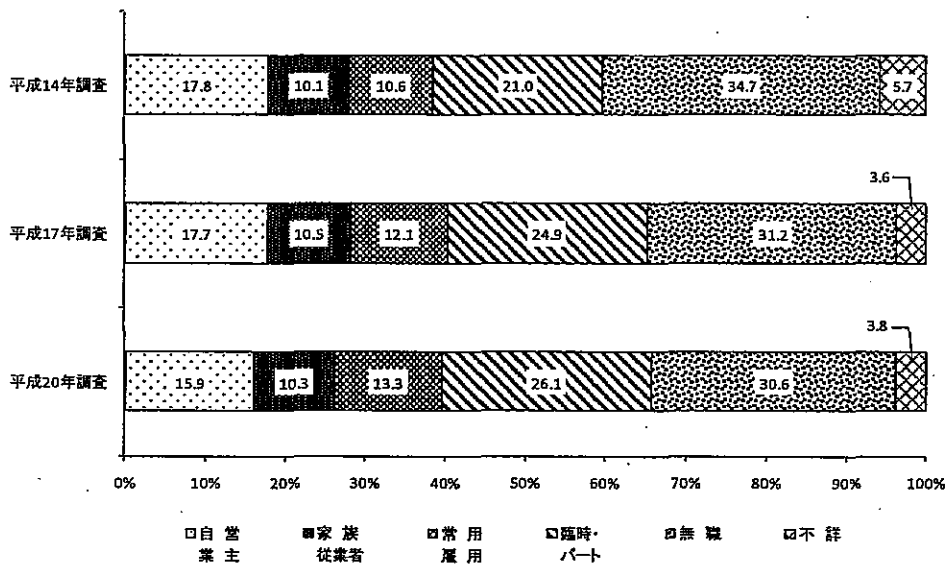 平成14年調査
17.8 10.1 10.6 21.0 34.7 5.7
3.6
平成17年調査
17.7 10.5 12.1 24.9 31.2
3.8
平成20年調査
15.9 10.3 13.3 26.1 30.6
0% 10% 20% 30% 40% 50% 60% 70% 80% 90% 100%
自営業主
家族従業者
常用雇用
臨時・パート
無職
不詳